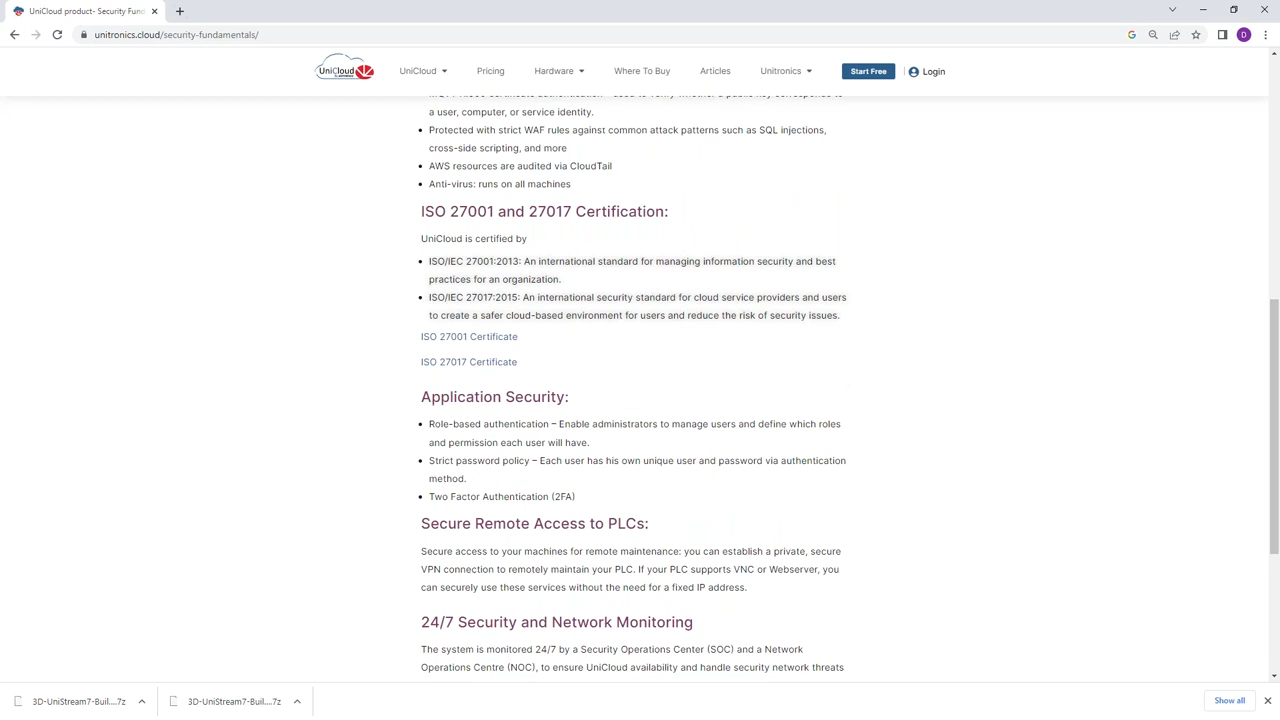 UniCloud product- Security Fund
unitronics.cloud/security-fundamentals/
D
UniCloud
UniCloud
Pricing
Hardware
Where To Buy
Articles
Unitronics
Start Free
Login
a user, computer, or service identity.
Protected with strict WAF rules against common attack patterns such as SQL injections,
cross-side scripting, and more
AWS resources are audited via CloudTail
Anti-virus: runs on all machines
ISO 27001 and 27017 Certification:
UniCloud is certified by
ISO/IEC 27001:2013: An international standard for managing information security and best
practices for an organization.
ISO/IEC 27017:2015: An international security standard for cloud service providers and users
to create a safer cloud-based environment for users and reduce the risk of security issues.
ISO 27001 Certificate
ISO 27017 Certificate
Application Security:
Role-based authentication – Enable administrators to manage users and define which roles
and permission each user will have.
Strict password policy – Each user has his own unique user and password via authentication
method.
Two Factor Authentication (2FA)
Secure Remote Access to PLCs:
Secure access to your machines for remote maintenance: you can establish a private, secure
VPN connection to remotely maintain your PLC. If your PLC supports VNC or Webserver, you
can securely use these services without the need for a fixed IP address.
24/7 Security and Network Monitoring
The system is monitored 24/7 by a Security Operations Center (SOC) and a Network
Operations Centre (NOC), to ensure UniCloud availability and handle security network threats
3D-UniStream7-Buil....7z
3D-UniStream7-Buil....7z
Show all